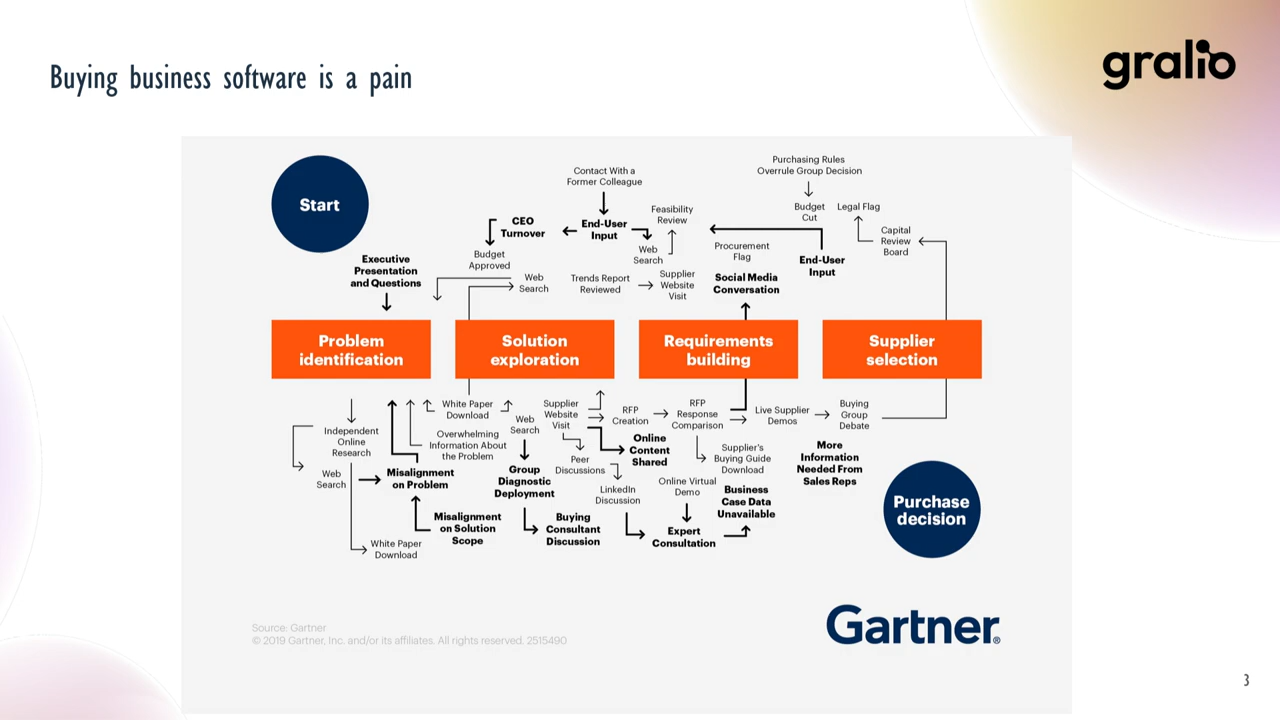 Buying business software is a pain
gralio
Start
Contact With a
Former Colleague
Purchasing Rules
Overrule Group Decision
CEO
Turnover
End-User
Input
Feasibility
Review
Budget
Cut
Legal Flag
Capital
Review
Board
Executive
Presentation
and Questions
Budget
Approved
Web
Search
Procurement
Flag
End-User
Input
Web
Search
Trends Report
Reviewed
Supplier
Website
Visit
Social Media
Conversation
Problem
identification
Solution
exploration
Requirements
building
Supplier
selection
White Paper
Download
Web
Search
Supplier
Website
Visit
RFP
Creation
RFP
Response
Comparison
Live Supplier
Demos
Buying
Group
Debate
Independent
Online
Research
Overwhelming
Information About
the Problem
Online
Content
Shared
Supplier's
Buying Guide
Download
More
Information
Needed From
Sales Reps
Web
Search
Misalignment
on Problem
Group
Diagnostic
Deployment
Peer
Discussions
LinkedIn
Discussion
Online Virtual
Demo
Business
Case Data
Unavailable
Purchase
decision
Misalignment
on Solution
Scope
Buying
Consultant
Discussion
Expert
Consultation
White Paper
Download
Source: Gartner
© 2019 Gartner, Inc. and/or its affiliates. All rights reserved. 2515490
Gartner®
3